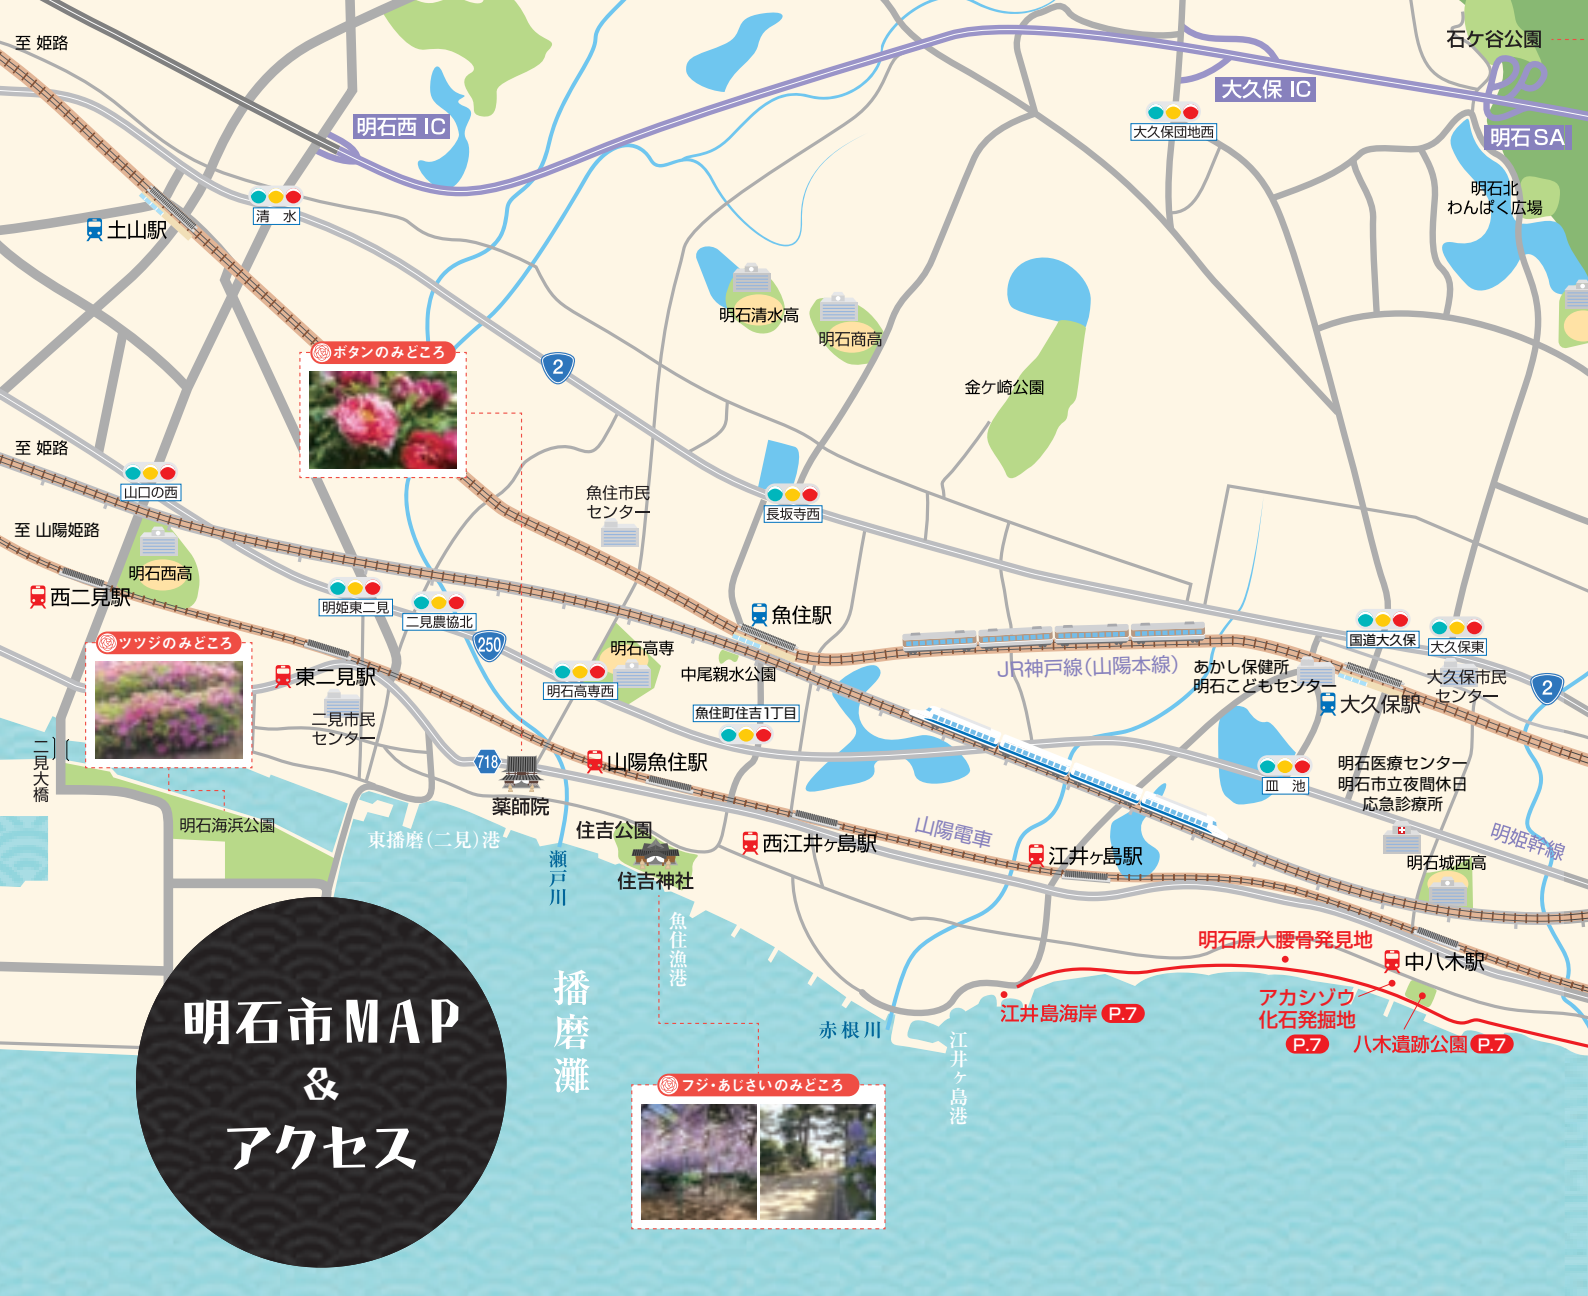 至 姫路
石ケ谷公園
大久保 IC
明石西 IC
大久保団地西
明石SA
明石北
わんぱく広場
清 水
土山駅
明石清水高
明石商高
ボタンのみどころ
2
金ケ崎公園
至 姫路
山口の西
魚住市民
センター
長坂寺西
至 山陽姫路
明石西高
西二見駅
明姫東二見
二見農協北
魚住駅
国道大久保
大久保東
250
明石高専
ツツジのみどころ
東二見駅
中尾親水公園
JR神戸線(山陽本線)
あかし保健所
明石こどもセンター
大久保市民
センター
明石高専西
2
大久保駅
二見市民
センター
魚住町住吉1丁目
二見大橋
718
山陽魚住駅
明石医療センター
明石市立夜間休日
応急診療所
皿 池
薬師院
明石海浜公園
東播磨(二見)港
住吉公園
西江井ヶ島駅
山陽電車
江井ヶ島駅
明姫幹線
明石城西高
瀬戸川
住吉神社
魚住漁港
明石原人腰骨発見地
中八木駅
播磨灘
江井島海岸 P.7
アカシゾウ
化石発掘地
P.7
八木遺跡公園 P.7
赤根川
江井ヶ島港
明石市MAP
&
アクセス
フジ・あじさいのみどころ